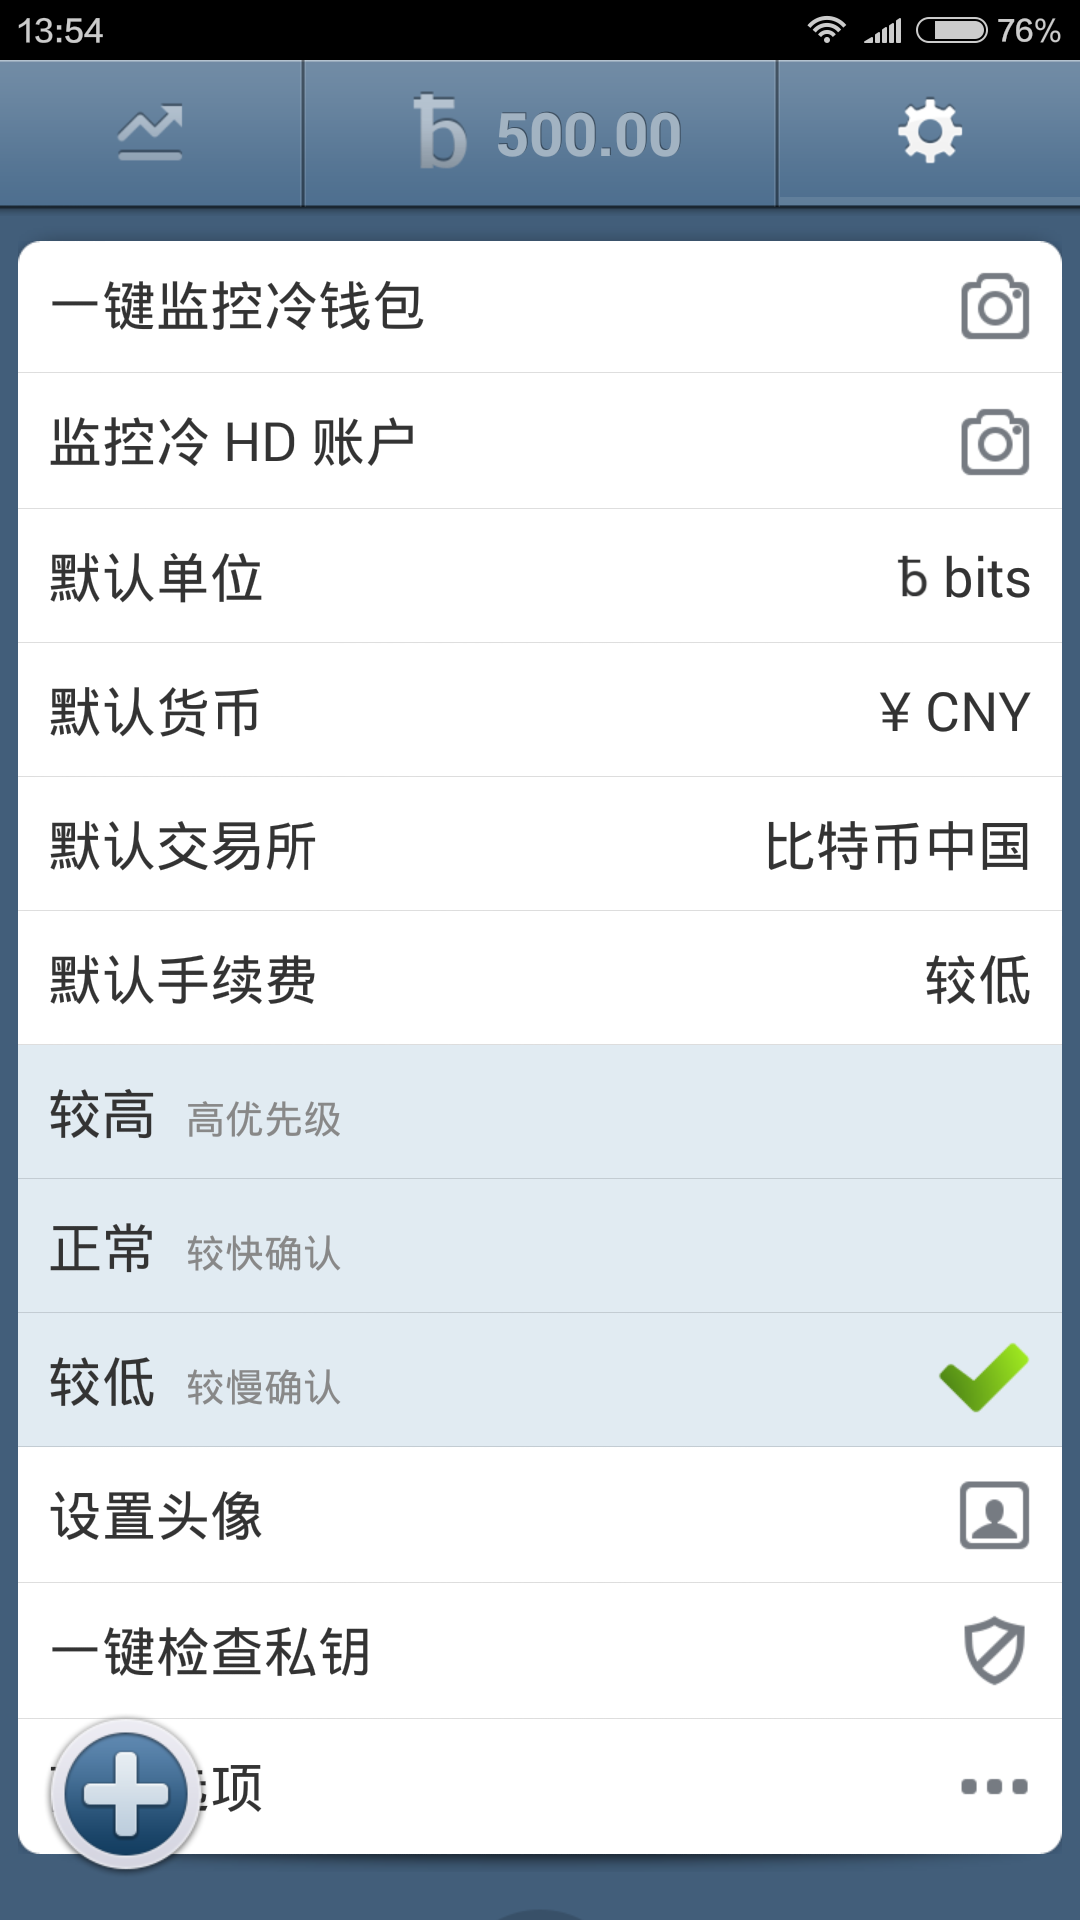 13:54 76%
ƀ 500.00
一键监控冷钱包
监控冷 HD 账户
默认单位 ƀ bits
默认货币 ¥ CNY
默认交易所 比特币中国
默认手续费 较低
较高 高优先级
正常 较快确认
较低 较慢确认
设置头像
一键检查私钥
项